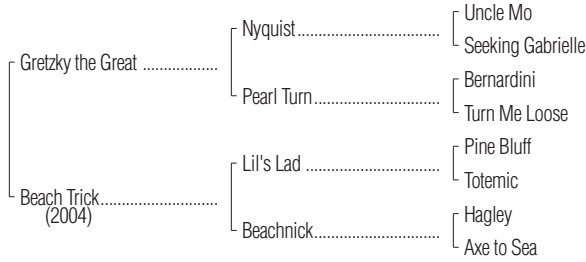 Uncle Mo
Nyquist
Seeking Gabrielle
Gretzky the Great
Bernardini
Pearl Turn
Turn Me Loose
Pine Bluff
Lil's Lad
Totemic
Beach Trick
(2004)
Hagley
Beachnick
Axe to Sea